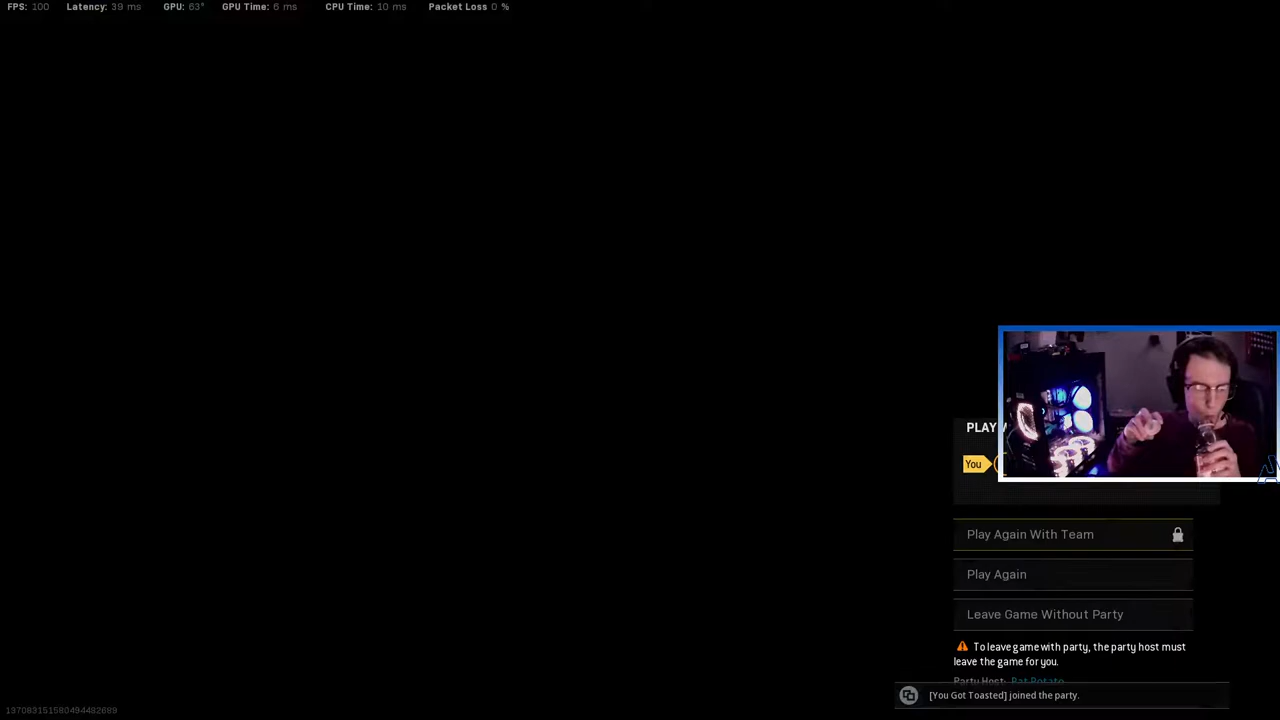 FPS: 100 Latency: 39 ms GPU: 63° GPU Time: 6 ms CPU Time: 10 ms Packet Loss 0 %
PLAY
You
Play Again With Team
Play Again
Leave Game Without Party
To leave game with party, the party host must
leave the game for you.
Party Host: Pat Potato
[You Got Toasted] joined the party.